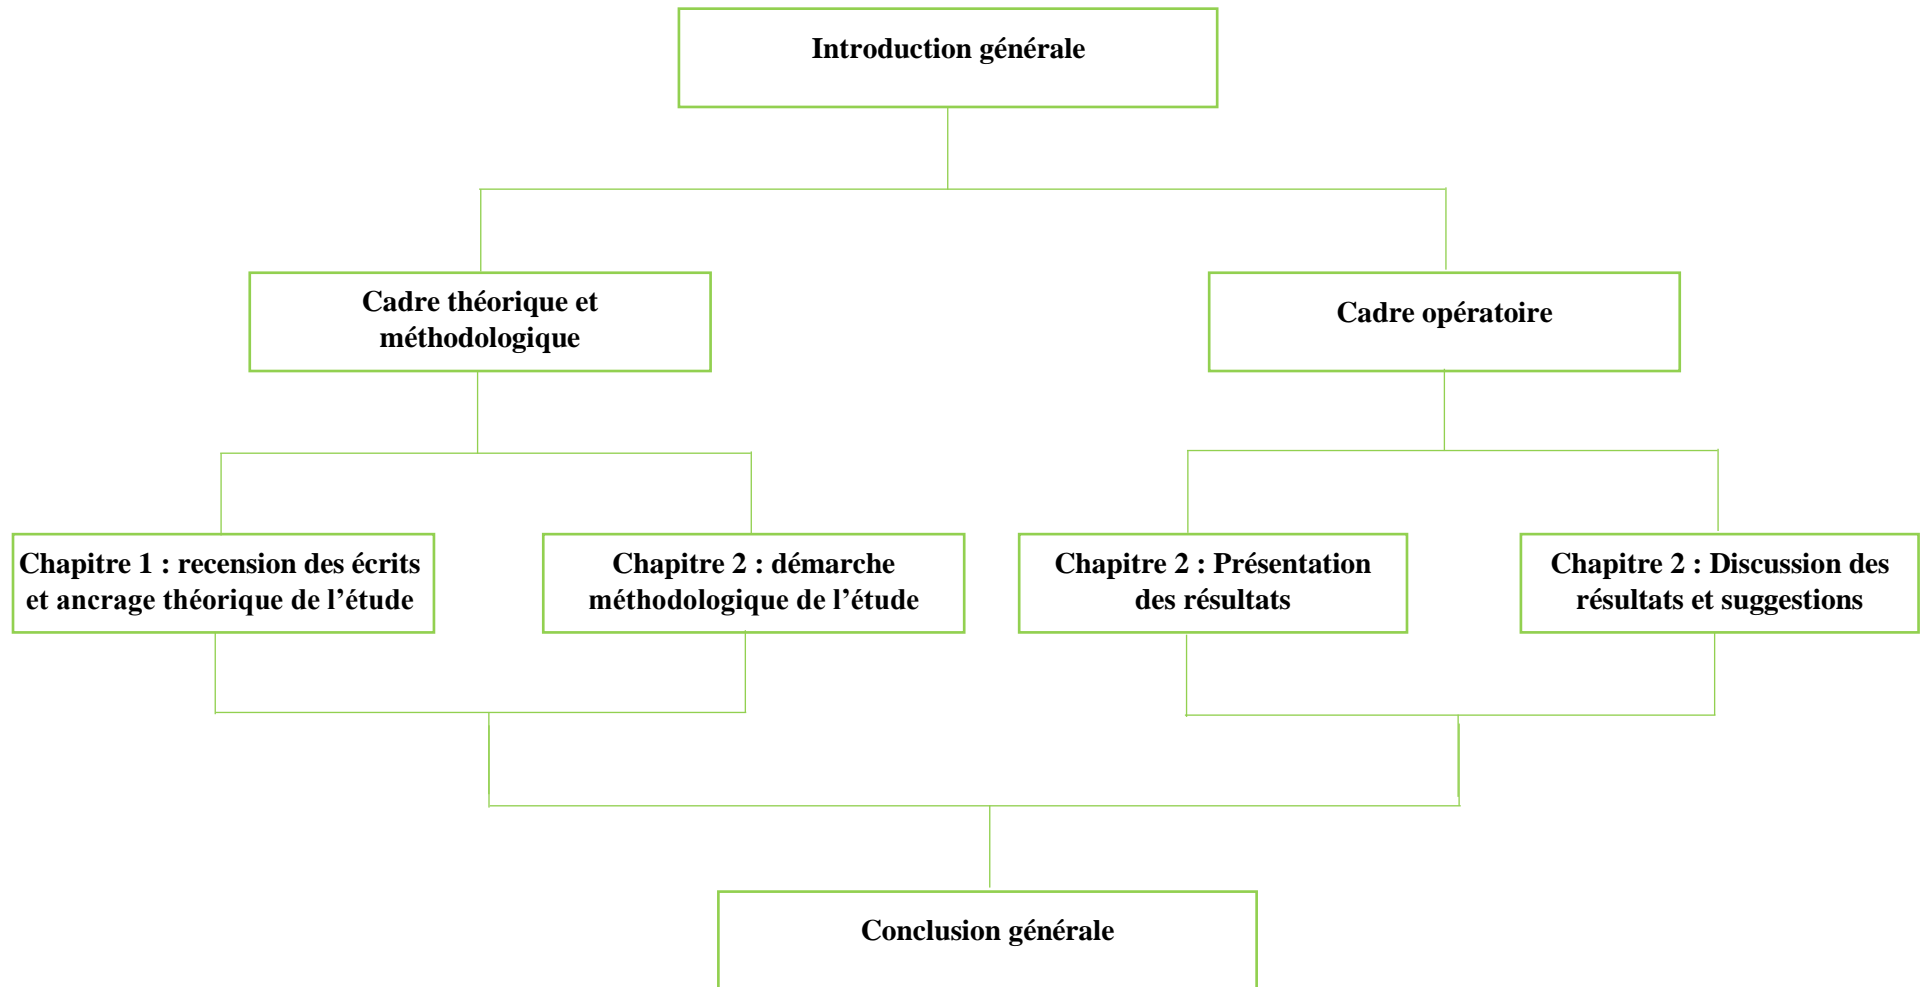 Introduction générale
Cadre théorique et
méthodologique
Cadre opératoire
Chapitre 1 : recension des écrits
et ancrage théorique de l’étude
Chapitre 2 : démarche
méthodologique de l’étude
Chapitre 2 : Présentation
des résultats
Chapitre 2 : Discussion des
résultats et suggestions
Conclusion générale